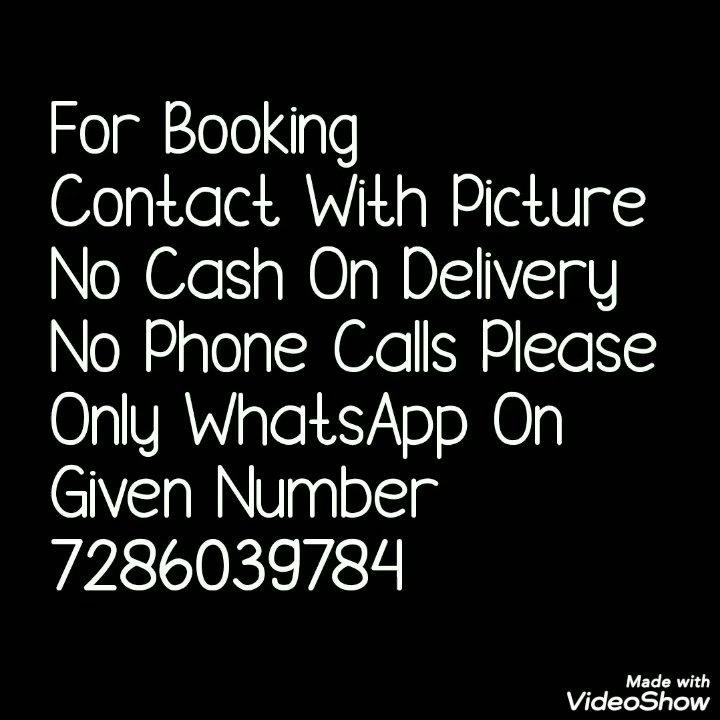 For Booking
Contact With Picture
No Cash On Delivery
No Phone Calls Please
Only WhatsApp On
Given Number
7286039784
Made with
VideoShow